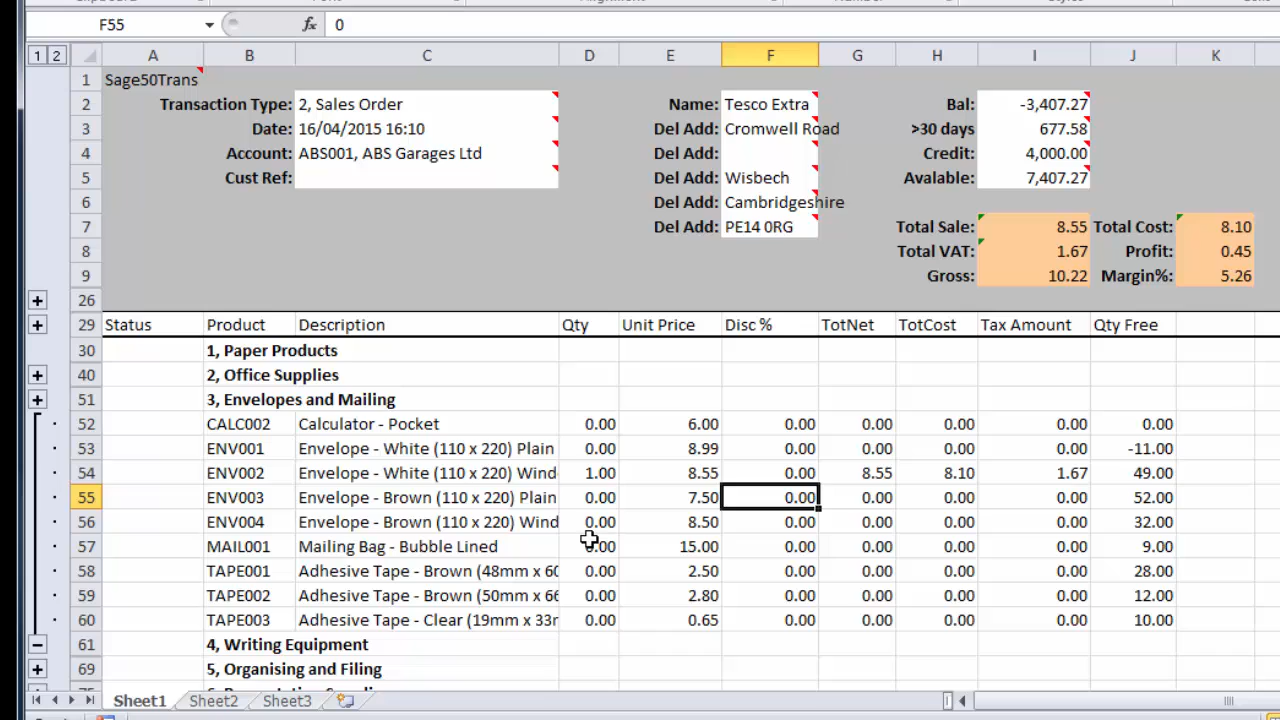 F55 fx 0
1 2 A B C D E F G H I J K
1 Sage50Trans
2 Transaction Type: 2, Sales Order Name: Tesco Extra Bal: -3,407.27
3 Date: 16/04/2015 16:10 Del Add: Cromwell Road >30 days 677.58
4 Account: ABS001, ABS Garages Ltd Del Add: Credit: 4,000.00
5 Cust Ref: Del Add: Wisbech Avalable: 7,407.27
6 Del Add: Cambridgeshire
7 Del Add: PE14 0RG Total Sale: 8.55 Total Cost: 8.10
8 Total VAT: 1.67 Profit: 0.45
9 Gross: 10.22 Margin%: 5.26
26
29 Status Product Description Qty Unit Price Disc % TotNet TotCost Tax Amount Qty Free
30 1, Paper Products
40 2, Office Supplies
51 3, Envelopes and Mailing
52 CALC002 Calculator - Pocket 0.00 6.00 0.00 0.00 0.00 0.00 0.00
53 ENV001 Envelope - White (110 x 220) Plain 0.00 8.99 0.00 0.00 0.00 0.00 -11.00
54 ENV002 Envelope - White (110 x 220) Wind 1.00 8.55 0.00 8.55 8.10 1.67 49.00
55 ENV003 Envelope - Brown (110 x 220) Plain 0.00 7.50 0.00 0.00 0.00 0.00 52.00
56 ENV004 Envelope - Brown (110 x 220) Wind 0.00 8.50 0.00 0.00 0.00 0.00 32.00
57 MAIL001 Mailing Bag - Bubble Lined 0.00 15.00 0.00 0.00 0.00 0.00 9.00
58 TAPE001 Adhesive Tape - Brown (48mm x 60 0.00 2.50 0.00 0.00 0.00 0.00 28.00
59 TAPE002 Adhesive Tape - Brown (50mm x 66 0.00 2.80 0.00 0.00 0.00 0.00 12.00
60 TAPE003 Adhesive Tape - Clear (19mm x 33m 0.00 0.65 0.00 0.00 0.00 0.00 10.00
61 4, Writing Equipment
69 5, Organising and Filing
Sheet1 Sheet2 Sheet3